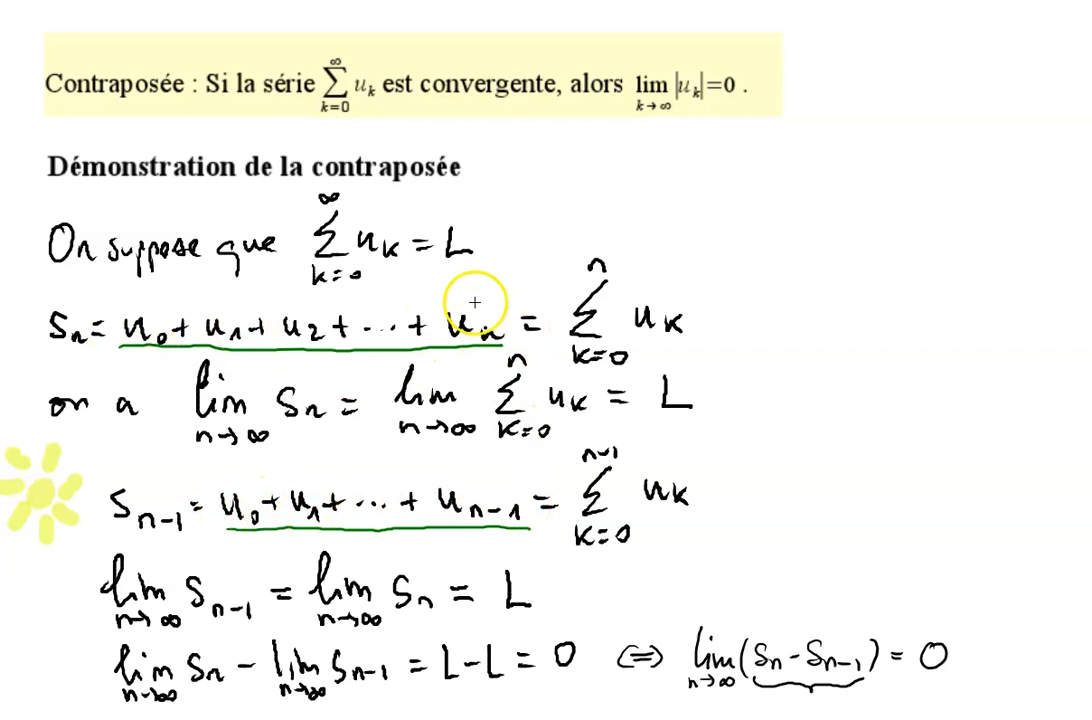 Contraposée : Si la série ∑_{k=0}^{∞} u_k est convergente, alors lim_{k→∞} |u_k|=0 .
Démonstration de la contraposée
On suppose que ∑_{k=0}^{∞} u_k = L
S_n = u_0 + u_1 + u_2 + ... + u_n = ∑_{k=0}^{n} u_k
on a lim_{n→∞} S_n = lim_{n→∞} ∑_{k=0}^{n} u_k = L
S_{n-1} = u_0 + u_1 + ... + u_{n-1} = ∑_{k=0}^{n-1} u_k
lim_{n→∞} S_{n-1} = lim_{n→∞} S_n = L
lim_{n→∞} S_n - lim_{n→∞} S_{n-1} = L - L = 0 ⟺ lim_{n→∞} (S_n - S_{n-1}) = 0